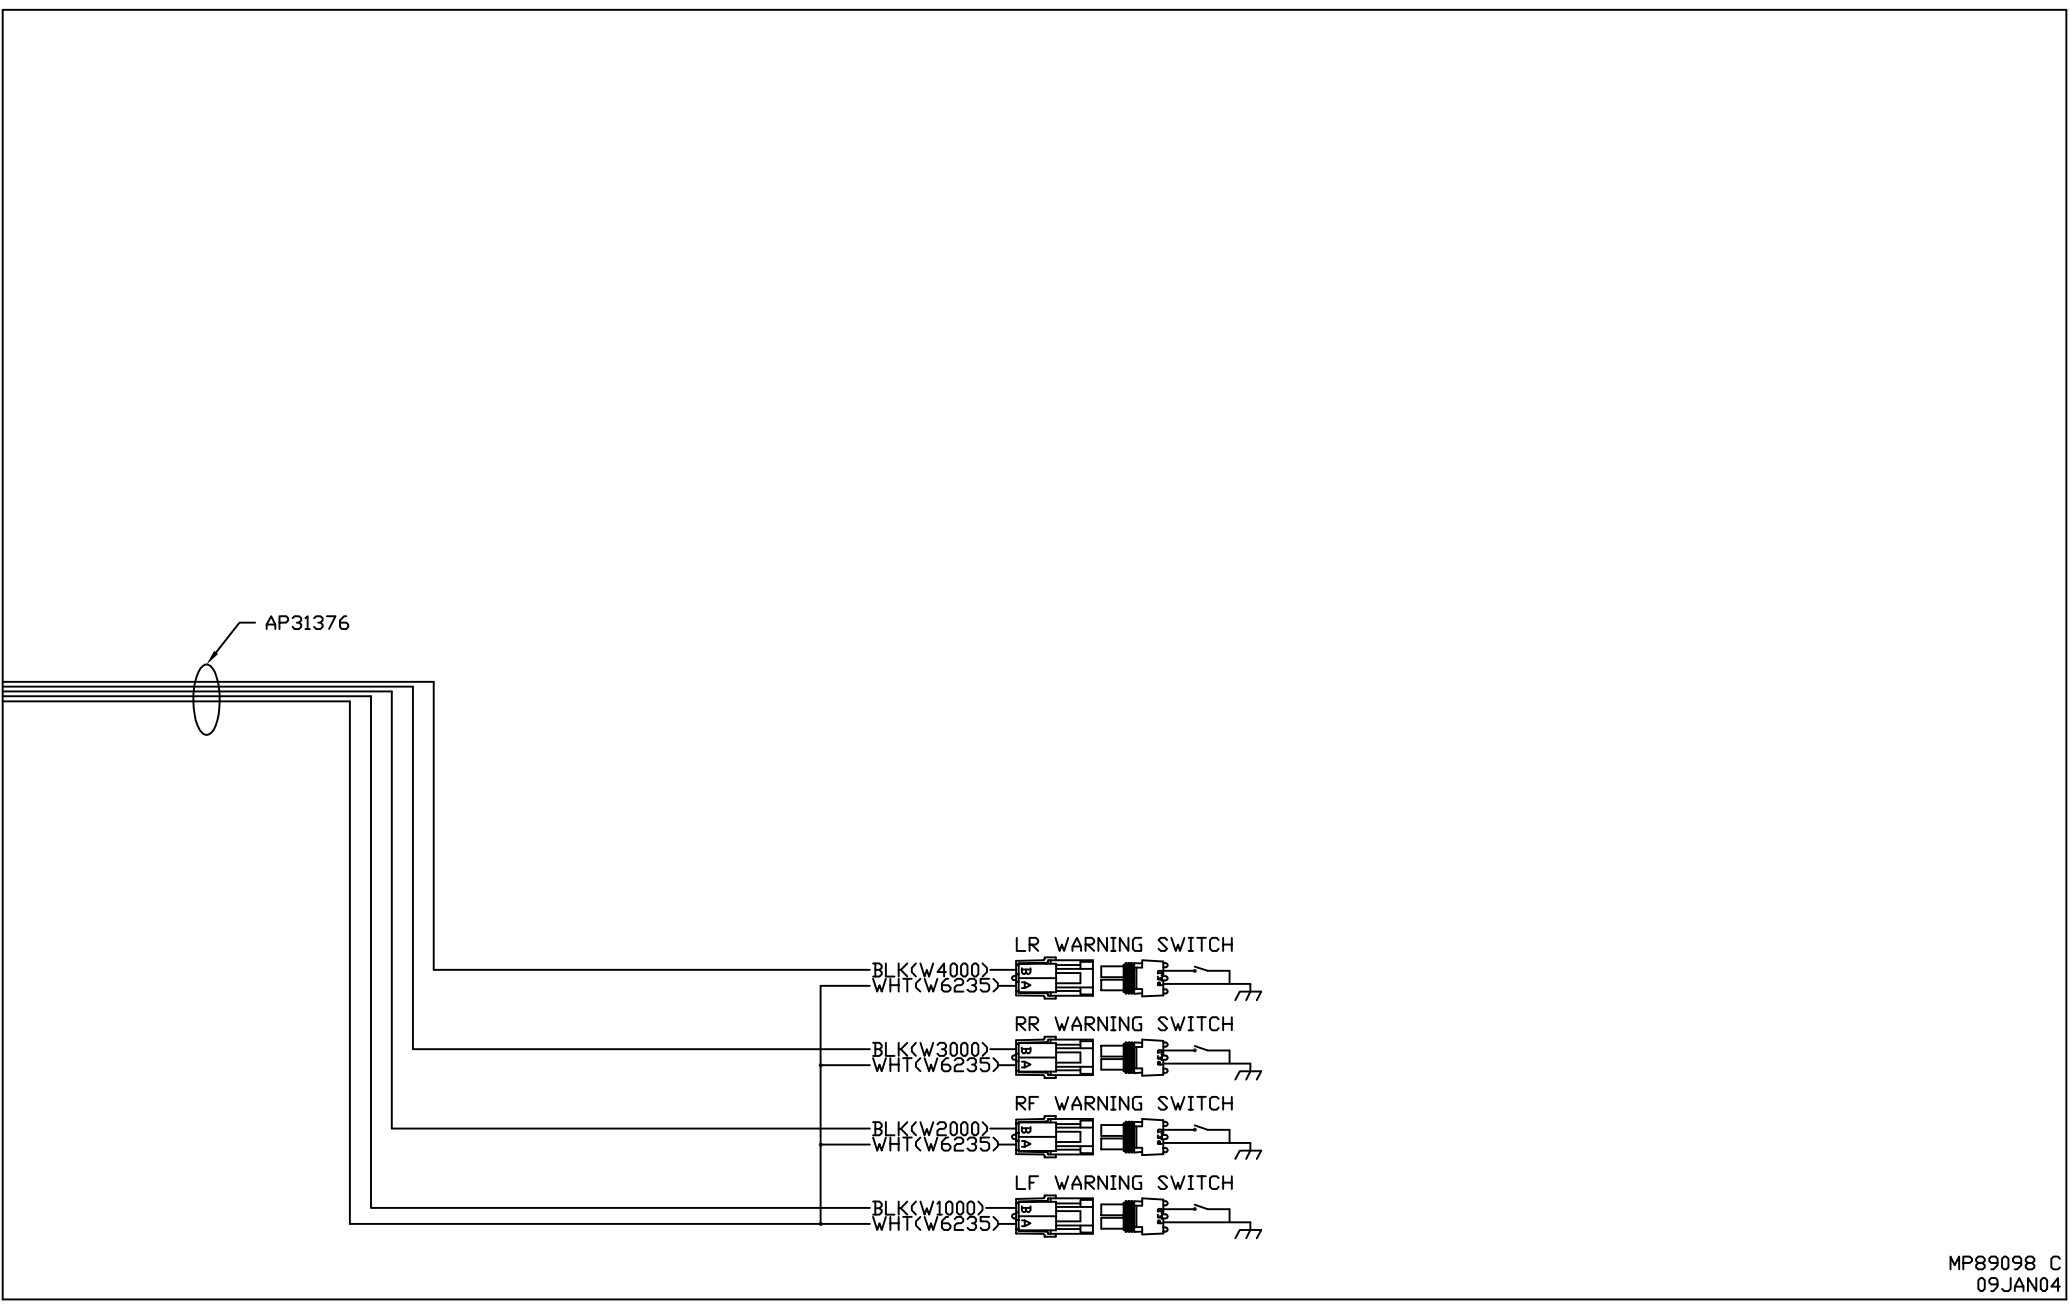 AP31376
LR WARNING SWITCH
BLK(W4000)
B
WHT(W6235)
A
RR WARNING SWITCH
BLK(W3000)
B
WHT(W6235)
A
RF WARNING SWITCH
BLK(W2000)
B
WHT(W6235)
A
LF WARNING SWITCH
BLK(W1000)
B
WHT(W6235)
A
MP89098 C
09JAN04